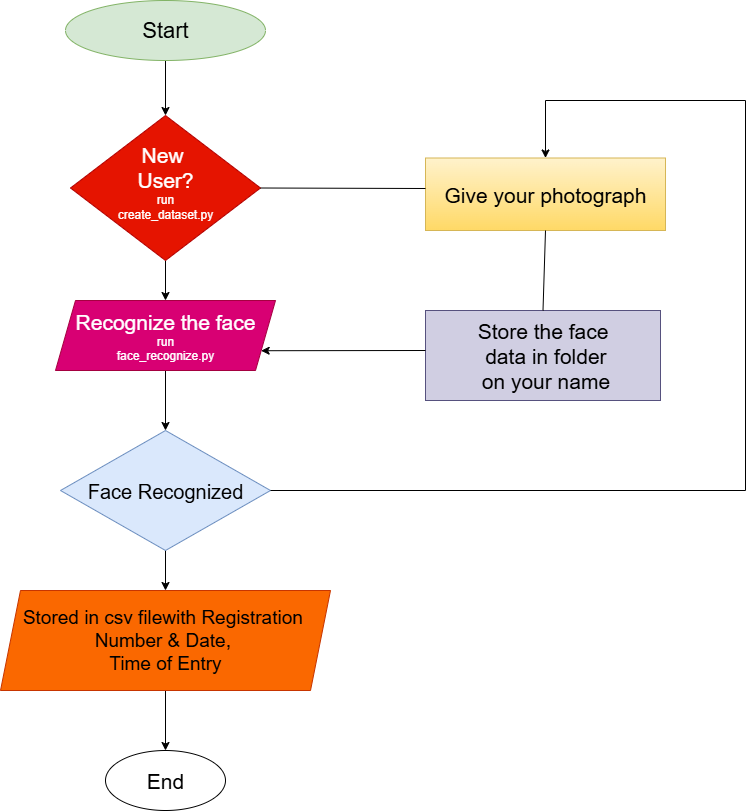 Start
New
User?
run
create_dataset.py
Give your photograph
Recognize the face
run
face_recognize.py
Store the face
data in folder
on your name
Face Recognized
Stored in csv filewith Registration
Number & Date,
Time of Entry
End